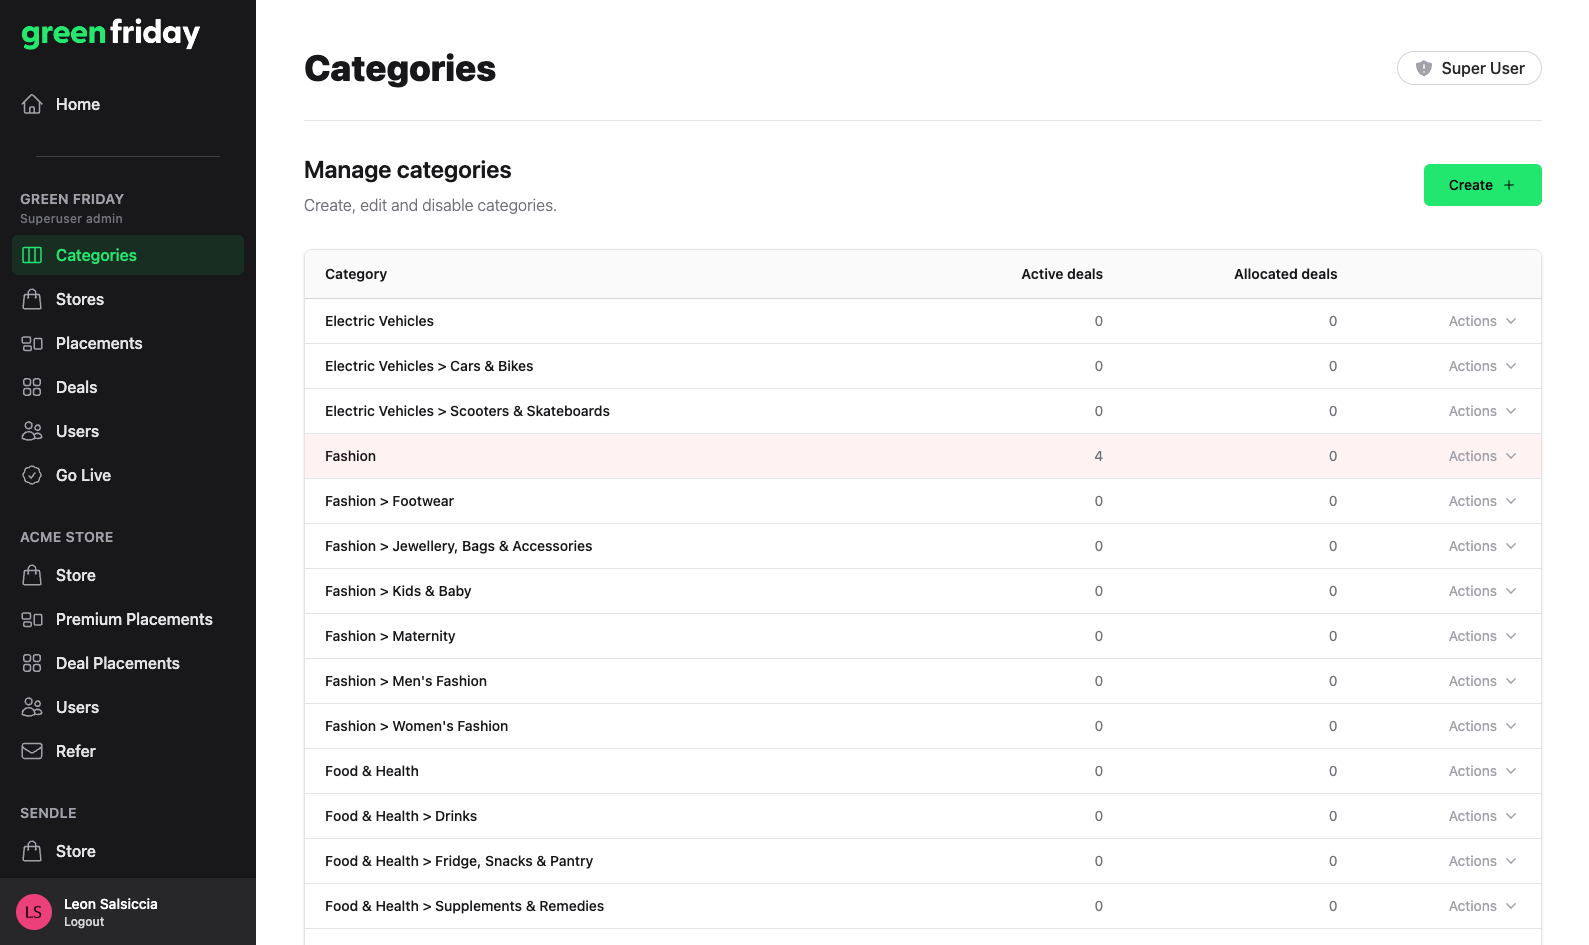 greenfriday
Home
GREEN FRIDAY
Superuser admin
Categories
Stores
Placements
Deals
Users
Go Live
ACME STORE
Store
Premium Placements
Deal Placements
Users
Refer
SENDLE
Store
LS
Leon Salsiccia
Logout
Categories
Super User
Manage categories
Create, edit and disable categories.
Create +
Category Active deals Allocated deals
Electric Vehicles 0 0 Actions
Electric Vehicles > Cars & Bikes 0 0 Actions
Electric Vehicles > Scooters & Skateboards 0 0 Actions
Fashion 4 0 Actions
Fashion > Footwear 0 0 Actions
Fashion > Jewellery, Bags & Accessories 0 0 Actions
Fashion > Kids & Baby 0 0 Actions
Fashion > Maternity 0 0 Actions
Fashion > Men's Fashion 0 0 Actions
Fashion > Women's Fashion 0 0 Actions
Food & Health 0 0 Actions
Food & Health > Drinks 0 0 Actions
Food & Health > Fridge, Snacks & Pantry 0 0 Actions
Food & Health > Supplements & Remedies 0 0 Actions